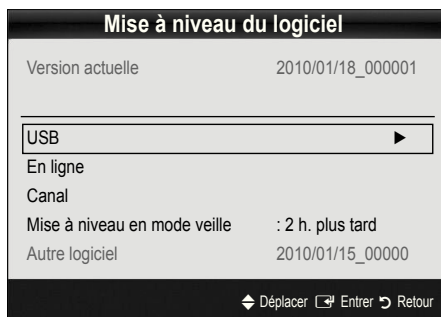 Mise à niveau du logiciel
Version actuelle 2010/01/18_000001
USB ►
En ligne
Canal
Mise à niveau en mode veille : 2 h. plus tard
Autre logiciel 2010/01/15_00000
Déplacer Entrer Retour